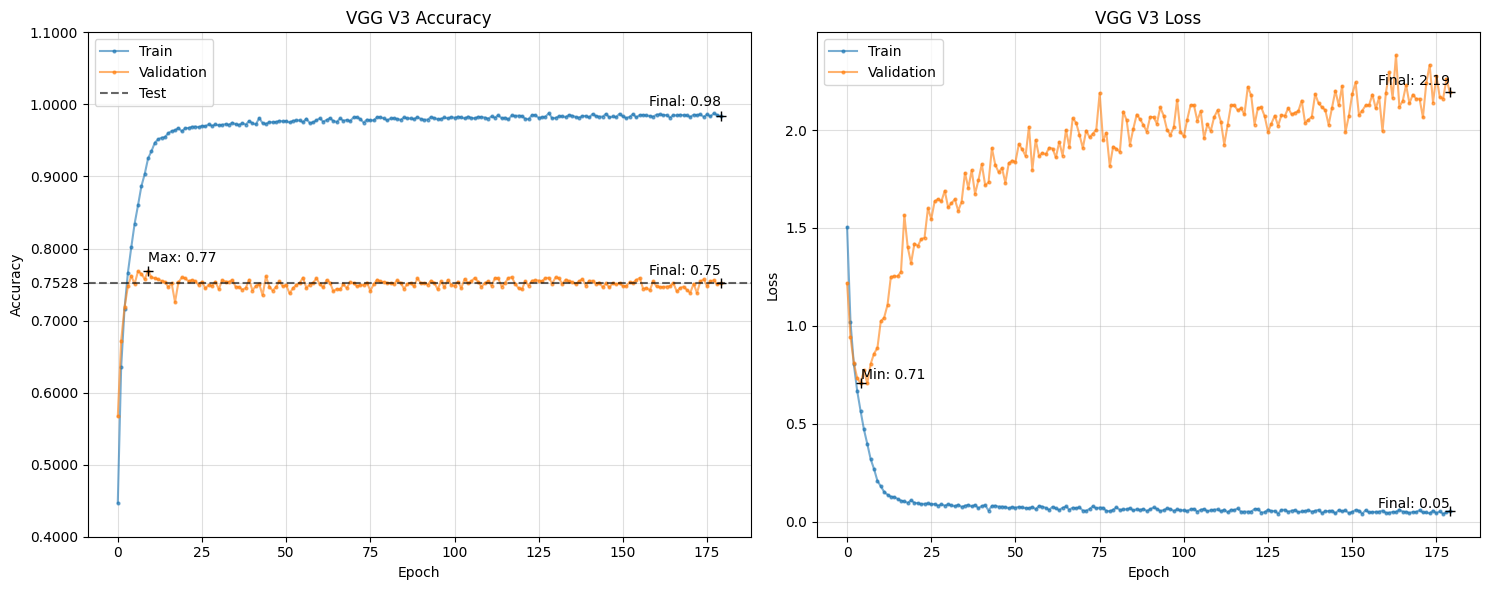 VGG V3 Accuracy
1.1000
1.0000
0.9000
0.8000
0.7528
0.7000
0.6000
0.5000
0.4000
Accuracy
Train
Validation
Test
Final: 0.98
Max: 0.77
Final: 0.75
0 25 50 75 100 125 150 175
Epoch
VGG V3 Loss
2.0
1.5
1.0
0.5
0.0
Loss
Train
Validation
Final: 2.19
Min: 0.71
Final: 0.05
0 25 50 75 100 125 150 175
Epoch